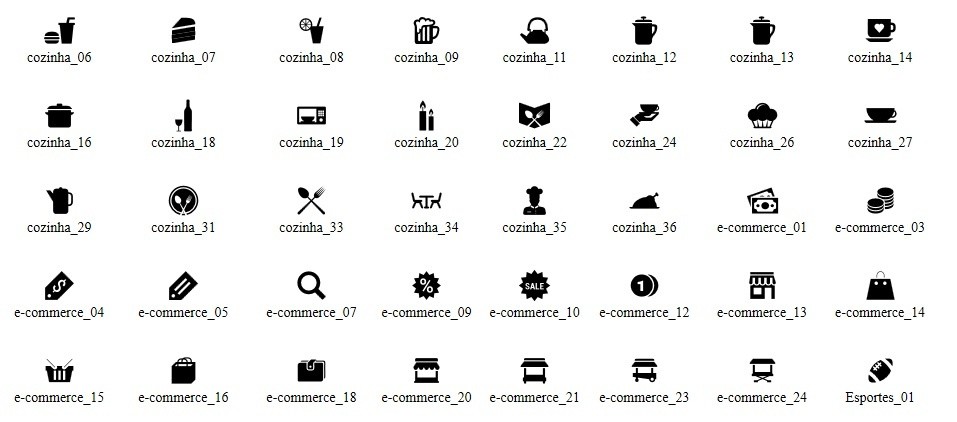 cozinha_06 cozinha_07 cozinha_08 cozinha_09 cozinha_11 cozinha_12 cozinha_13 cozinha_14
cozinha_16 cozinha_18 cozinha_19 cozinha_20 cozinha_22 cozinha_24 cozinha_26 cozinha_27
cozinha_29 cozinha_31 cozinha_33 cozinha_34 cozinha_35 cozinha_36 e-commerce_01 e-commerce_03
$ % SALE 1
e-commerce_04 e-commerce_05 e-commerce_07 e-commerce_09 e-commerce_10 e-commerce_12 e-commerce_13 e-commerce_14
e-commerce_15 e-commerce_16 e-commerce_18 e-commerce_20 e-commerce_21 e-commerce_23 e-commerce_24 Esportes_01